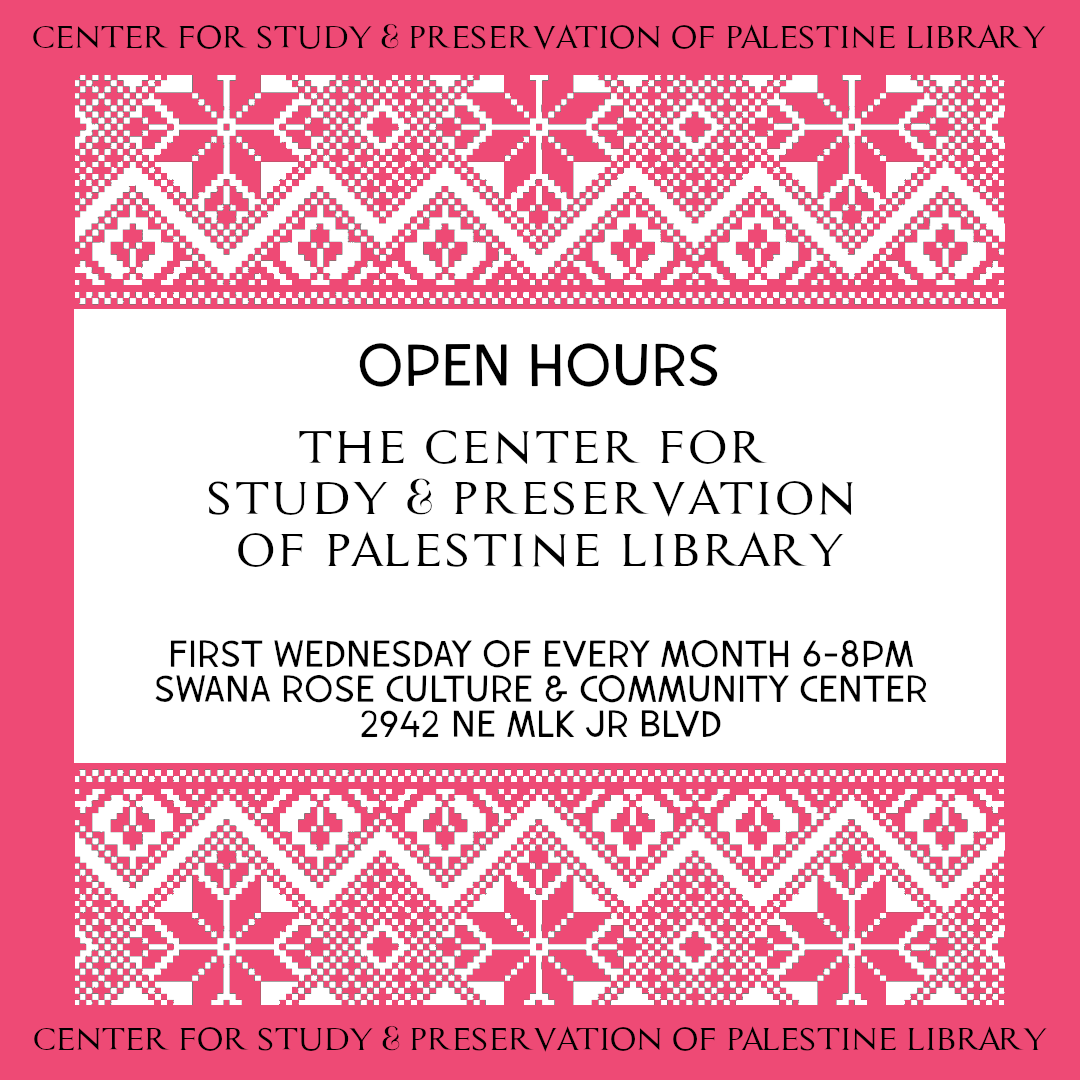 CENTER FOR STUDY & PRESERVATION OF PALESTINE LIBRARY
OPEN HOURS
THE CENTER FOR
STUDY & PRESERVATION
OF PALESTINE LIBRARY
FIRST WEDNESDAY OF EVERY MONTH 6-8PM
SWANA ROSE CULTURE & COMMUNITY CENTER
2942 NE MLK JR BLVD
CENTER FOR STUDY & PRESERVATION OF PALESTINE LIBRARY